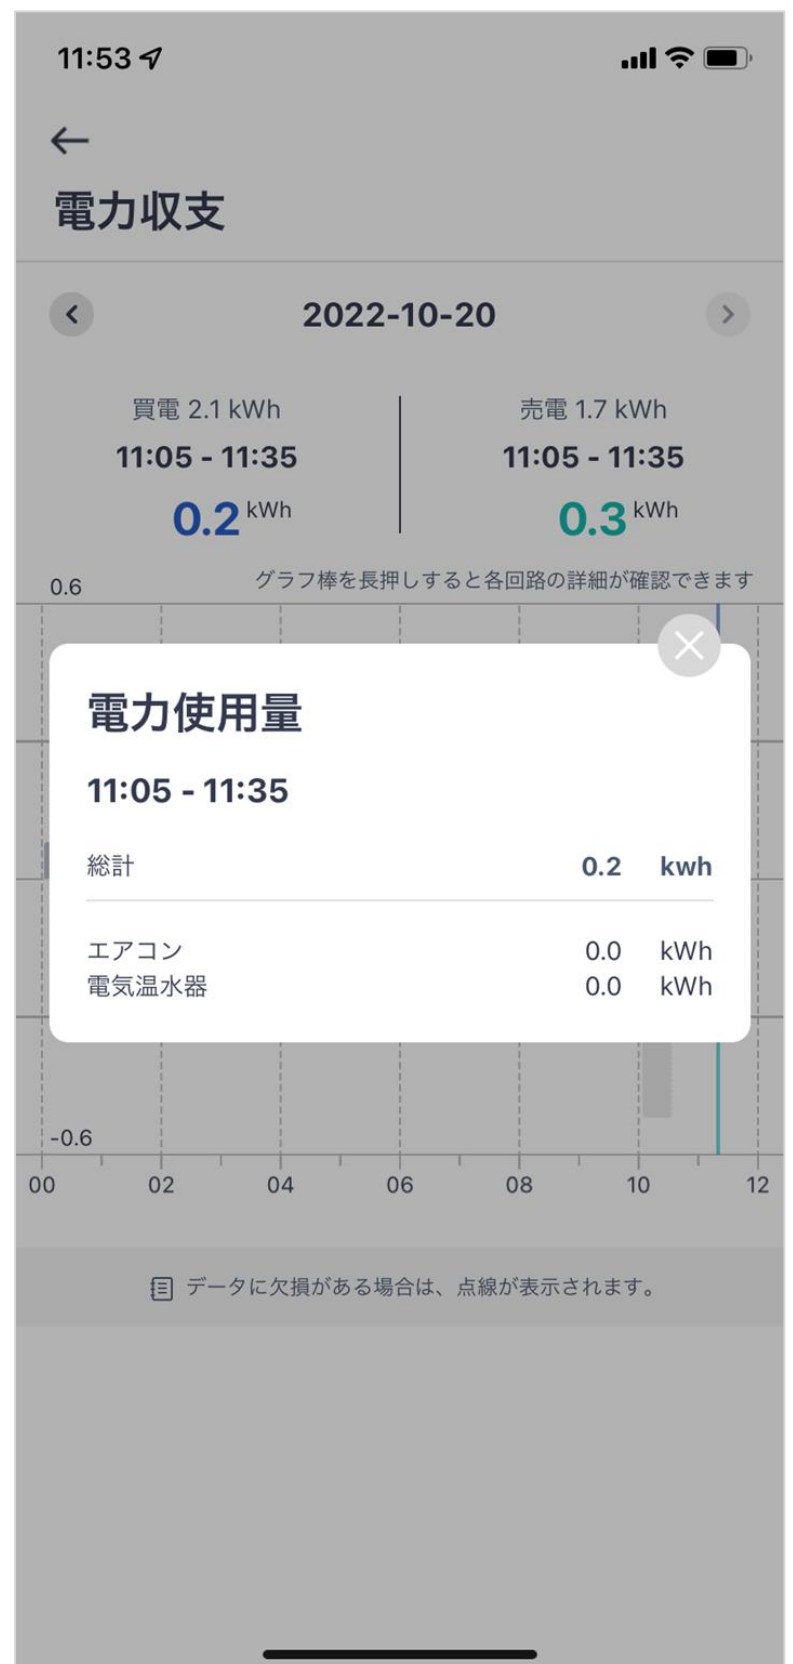 11:53
電力収支
2022-10-20
買電 2.1 kWh
11:05 - 11:35
0.2 kWh
売電 1.7 kWh
11:05 - 11:35
0.3 kWh
0.6
グラフ棒を長押しすると各回路の詳細が確認できます
電力使用量
11:05 - 11:35
総計 0.2 kwh
エアコン 0.0 kWh
電気温水器 0.0 kWh
-0.6
00 02 04 06 08 10 12
データに欠損がある場合は、点線が表示されます。